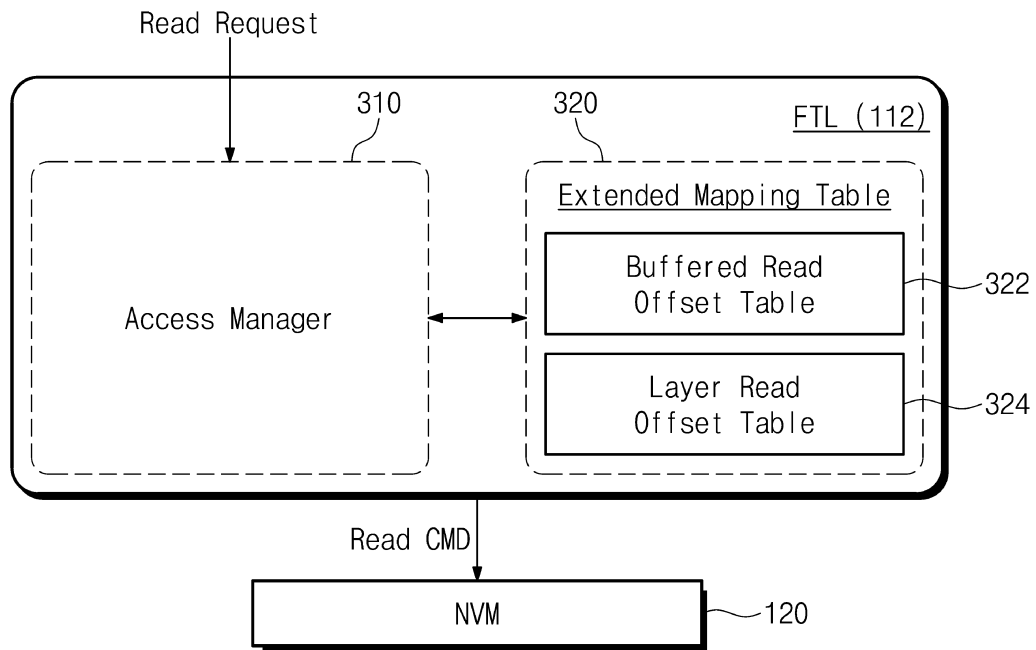 Read Request
310
320
FTL (112)
Extended Mapping Table
Buffered Read
Offset Table
322
Access Manager
Layer Read
Offset Table
324
Read CMD
NVM
120